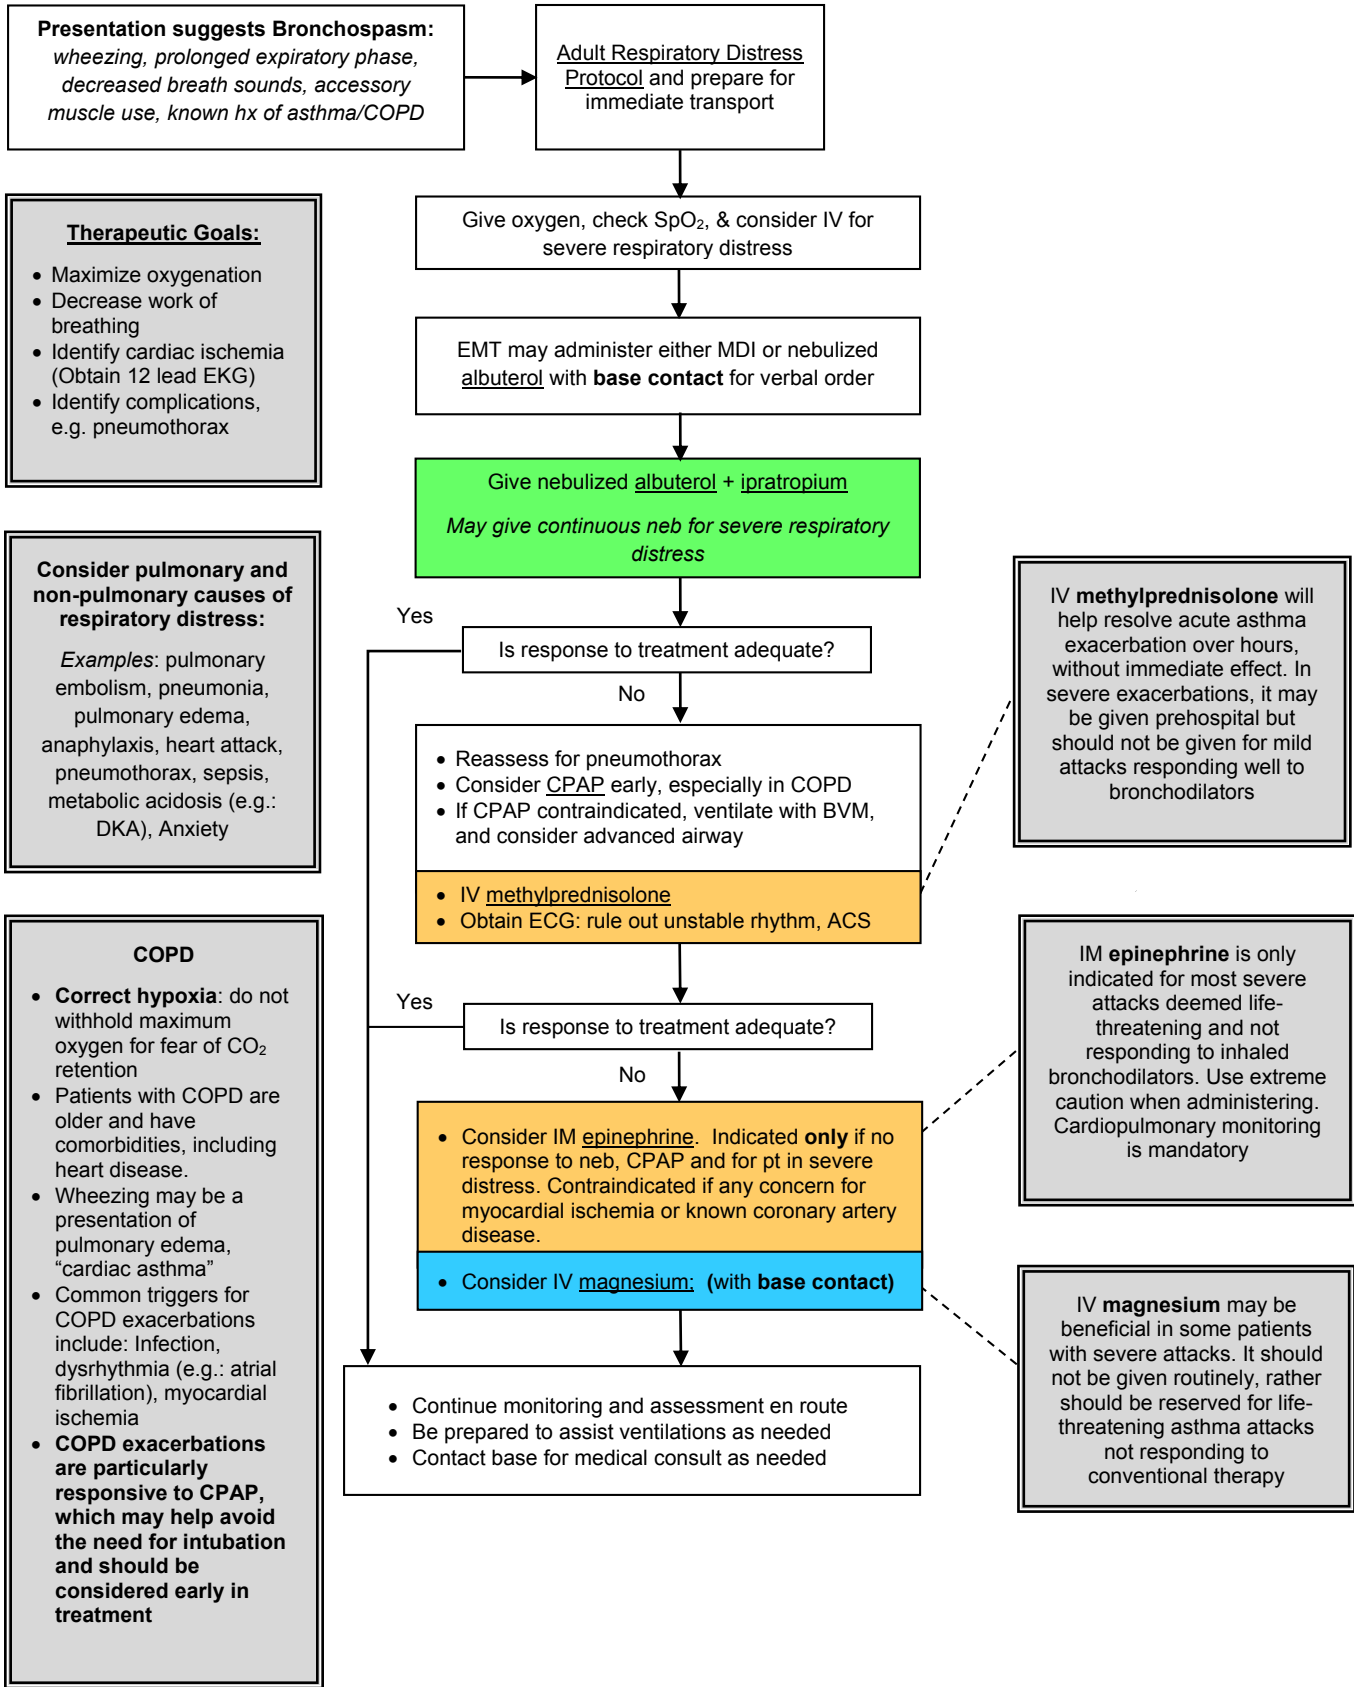 Presentation suggests Bronchospasm:
wheezing, prolonged expiratory phase,
decreased breath sounds, accessory
muscle use, known hx of asthma/COPD
Adult Respiratory Distress
Protocol and prepare for
immediate transport
Give oxygen, check SpO₂, & consider IV for
severe respiratory distress
EMT may administer either MDI or nebulized
albuterol with base contact for verbal order
Give nebulized albuterol + ipratropium
May give continuous neb for severe respiratory
distress
Is response to treatment adequate?
Yes
No
• Reassess for pneumothorax
• Consider CPAP early, especially in COPD
• If CPAP contraindicated, ventilate with BVM,
and consider advanced airway
• IV methylprednisolone
• Obtain ECG: rule out unstable rhythm, ACS
Is response to treatment adequate?
Yes
No
• Consider IM epinephrine. Indicated only if no
response to neb, CPAP and for pt in severe
distress. Contraindicated if any concern for
myocardial ischemia or known coronary artery
disease.
• Consider IV magnesium: (with base contact)
• Continue monitoring and assessment en route
• Be prepared to assist ventilations as needed
• Contact base for medical consult as needed
Therapeutic Goals:
• Maximize oxygenation
• Decrease work of
breathing
• Identify cardiac ischemia
(Obtain 12 lead EKG)
• Identify complications,
e.g. pneumothorax
Consider pulmonary and
non-pulmonary causes of
respiratory distress:
Examples: pulmonary
embolism, pneumonia,
pulmonary edema,
anaphylaxis, heart attack,
pneumothorax, sepsis,
metabolic acidosis (e.g.:
DKA), Anxiety
COPD
• Correct hypoxia: do not
withhold maximum
oxygen for fear of CO₂
retention
• Patients with COPD are
older and have
comorbidities, including
heart disease.
• Wheezing may be a
presentation of
pulmonary edema,
“cardiac asthma”
• Common triggers for
COPD exacerbations
include: Infection,
dysrhythmia (e.g.: atrial
fibrillation), myocardial
ischemia
• COPD exacerbations
are particularly
responsive to CPAP,
which may help avoid
the need for intubation
and should be
considered early in
treatment
IV methylprednisolone will
help resolve acute asthma
exacerbation over hours,
without immediate effect. In
severe exacerbations, it may
be given prehospital but
should not be given for mild
attacks responding well to
bronchodilators
IM epinephrine is only
indicated for most severe
attacks deemed life-
threatening and not
responding to inhaled
bronchodilators. Use extreme
caution when administering.
Cardiopulmonary monitoring
is mandatory
IV magnesium may be
beneficial in some patients
with severe attacks. It should
not be given routinely, rather
should be reserved for life-
threatening asthma attacks
not responding to
conventional therapy